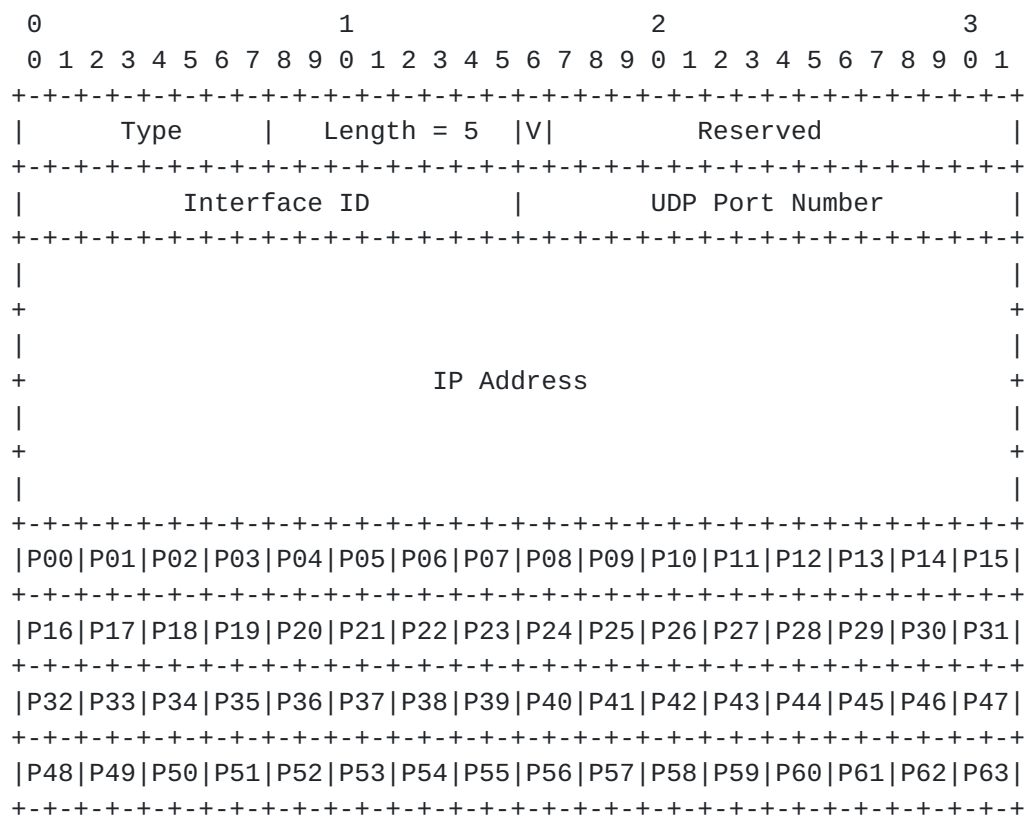 0                   1                   2                   3
 0 1 2 3 4 5 6 7 8 9 0 1 2 3 4 5 6 7 8 9 0 1 2 3 4 5 6 7 8 9 0 1
+-+-+-+-+-+-+-+-+-+-+-+-+-+-+-+-+-+-+-+-+-+-+-+-+-+-+-+-+-+-+-+-+
|      Type     |   Length = 5  |V|         Reserved            |
+-+-+-+-+-+-+-+-+-+-+-+-+-+-+-+-+-+-+-+-+-+-+-+-+-+-+-+-+-+-+-+-+
|          Interface ID         |        UDP Port Number        |
+-+-+-+-+-+-+-+-+-+-+-+-+-+-+-+-+-+-+-+-+-+-+-+-+-+-+-+-+-+-+-+-+
|                                                               |
+                                                               +
|                                                               |
+                          IP Address                           +
|                                                               |
+                                                               +
|                                                               |
+-+-+-+-+-+-+-+-+-+-+-+-+-+-+-+-+-+-+-+-+-+-+-+-+-+-+-+-+-+-+-+-+
|P00|P01|P02|P03|P04|P05|P06|P07|P08|P09|P10|P11|P12|P13|P14|P15|
+-+-+-+-+-+-+-+-+-+-+-+-+-+-+-+-+-+-+-+-+-+-+-+-+-+-+-+-+-+-+-+-+
|P16|P17|P18|P19|P20|P21|P22|P23|P24|P25|P26|P27|P28|P29|P30|P31|
+-+-+-+-+-+-+-+-+-+-+-+-+-+-+-+-+-+-+-+-+-+-+-+-+-+-+-+-+-+-+-+-+
|P32|P33|P34|P35|P36|P37|P38|P39|P40|P41|P42|P43|P44|P45|P46|P47|
+-+-+-+-+-+-+-+-+-+-+-+-+-+-+-+-+-+-+-+-+-+-+-+-+-+-+-+-+-+-+-+-+
|P48|P49|P50|P51|P52|P53|P54|P55|P56|P57|P58|P59|P60|P61|P62|P63|
+-+-+-+-+-+-+-+-+-+-+-+-+-+-+-+-+-+-+-+-+-+-+-+-+-+-+-+-+-+-+-+-+